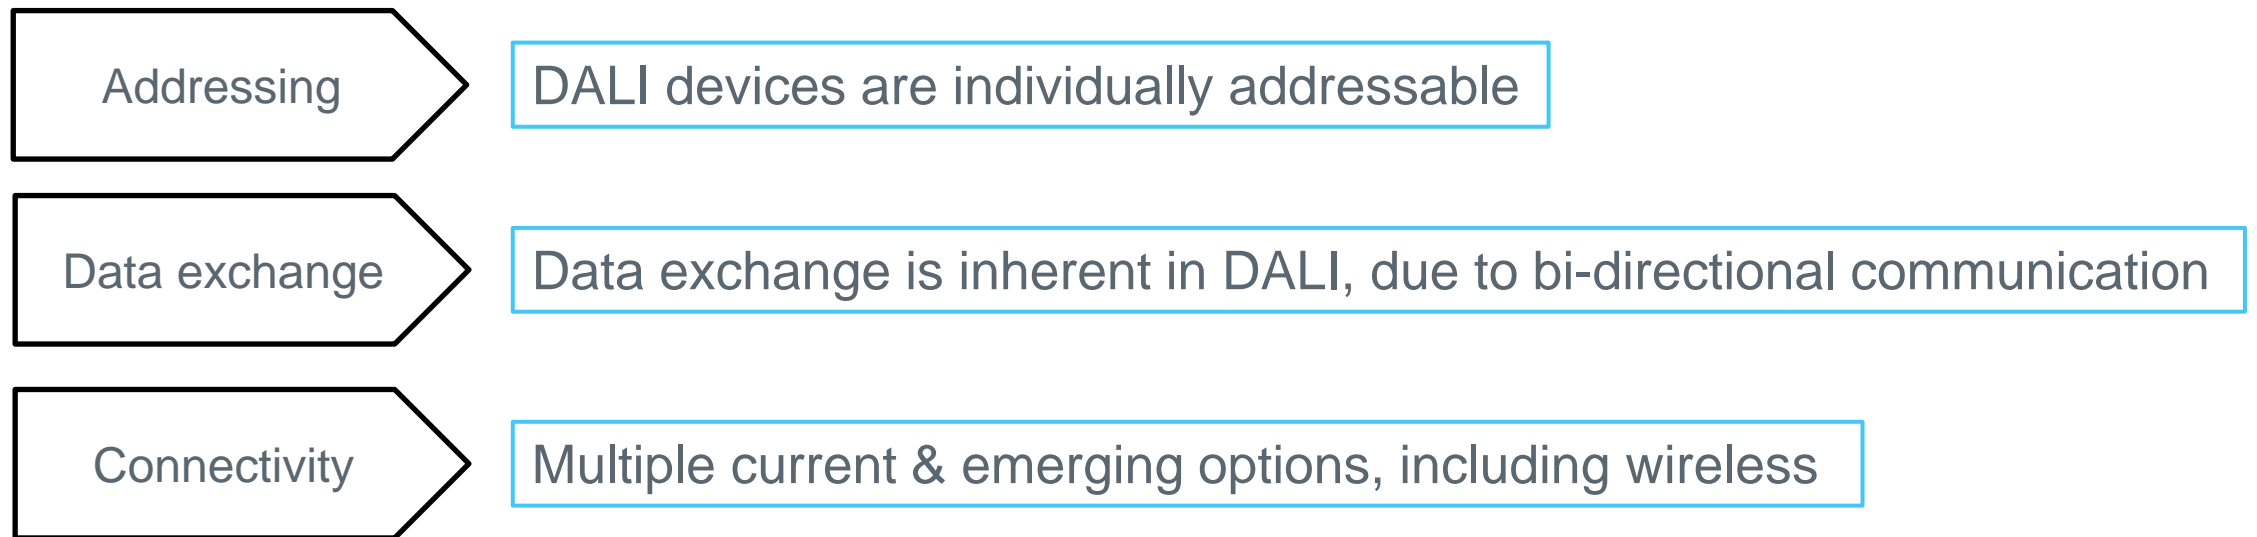 Addressing
DALI devices are individually addressable
Data exchange
Data exchange is inherent in DALI, due to bi-directional communication
Connectivity
Multiple current & emerging options, including wireless